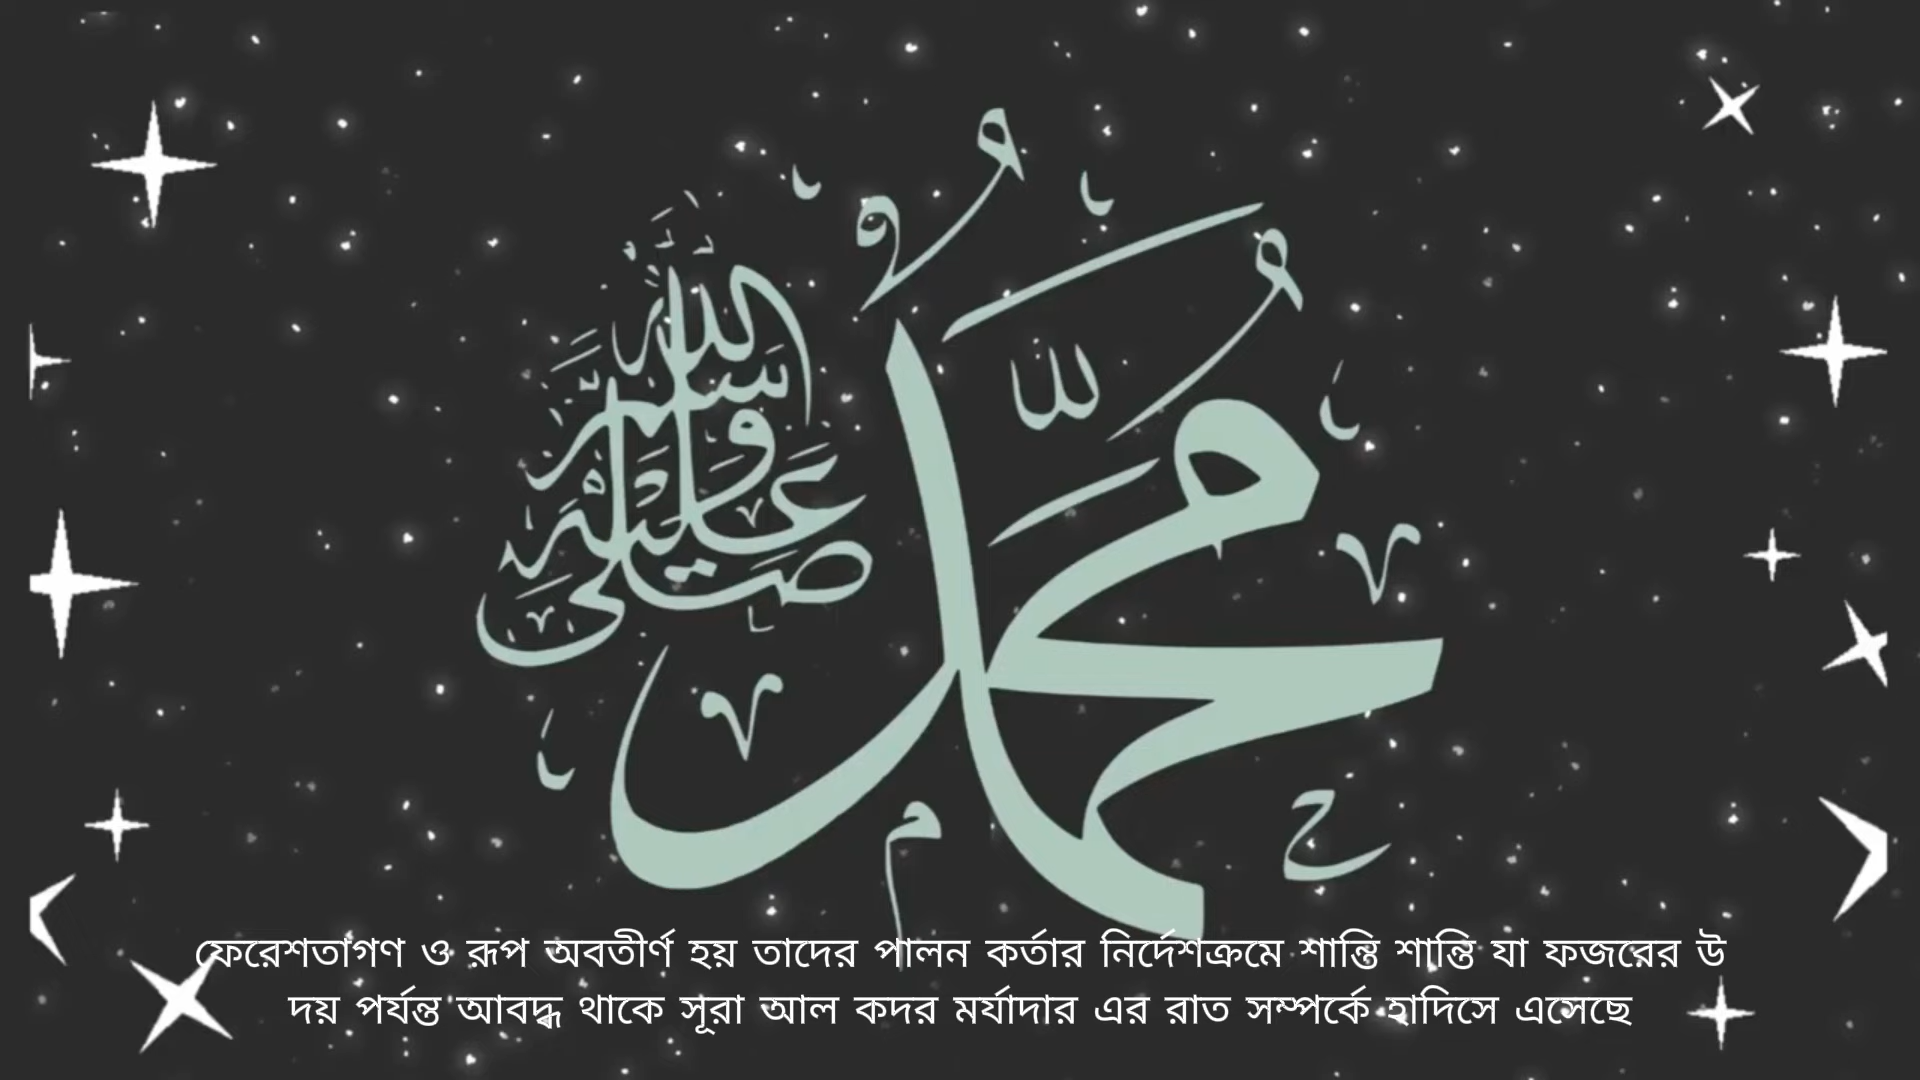 محمد
صلى الله عليه وسلم
ফেরেশতাগণ ও রূপ অবতীর্ণ হয় তাদের পালন কর্তার নির্দেশক্রমে শান্তি শান্তি যা ফজরের উ
দয় পর্যন্ত আবদ্ধ থাকে সূরা আল কদর মর্যাদার এর রাত সম্পর্কে হাদিসে এসেছে